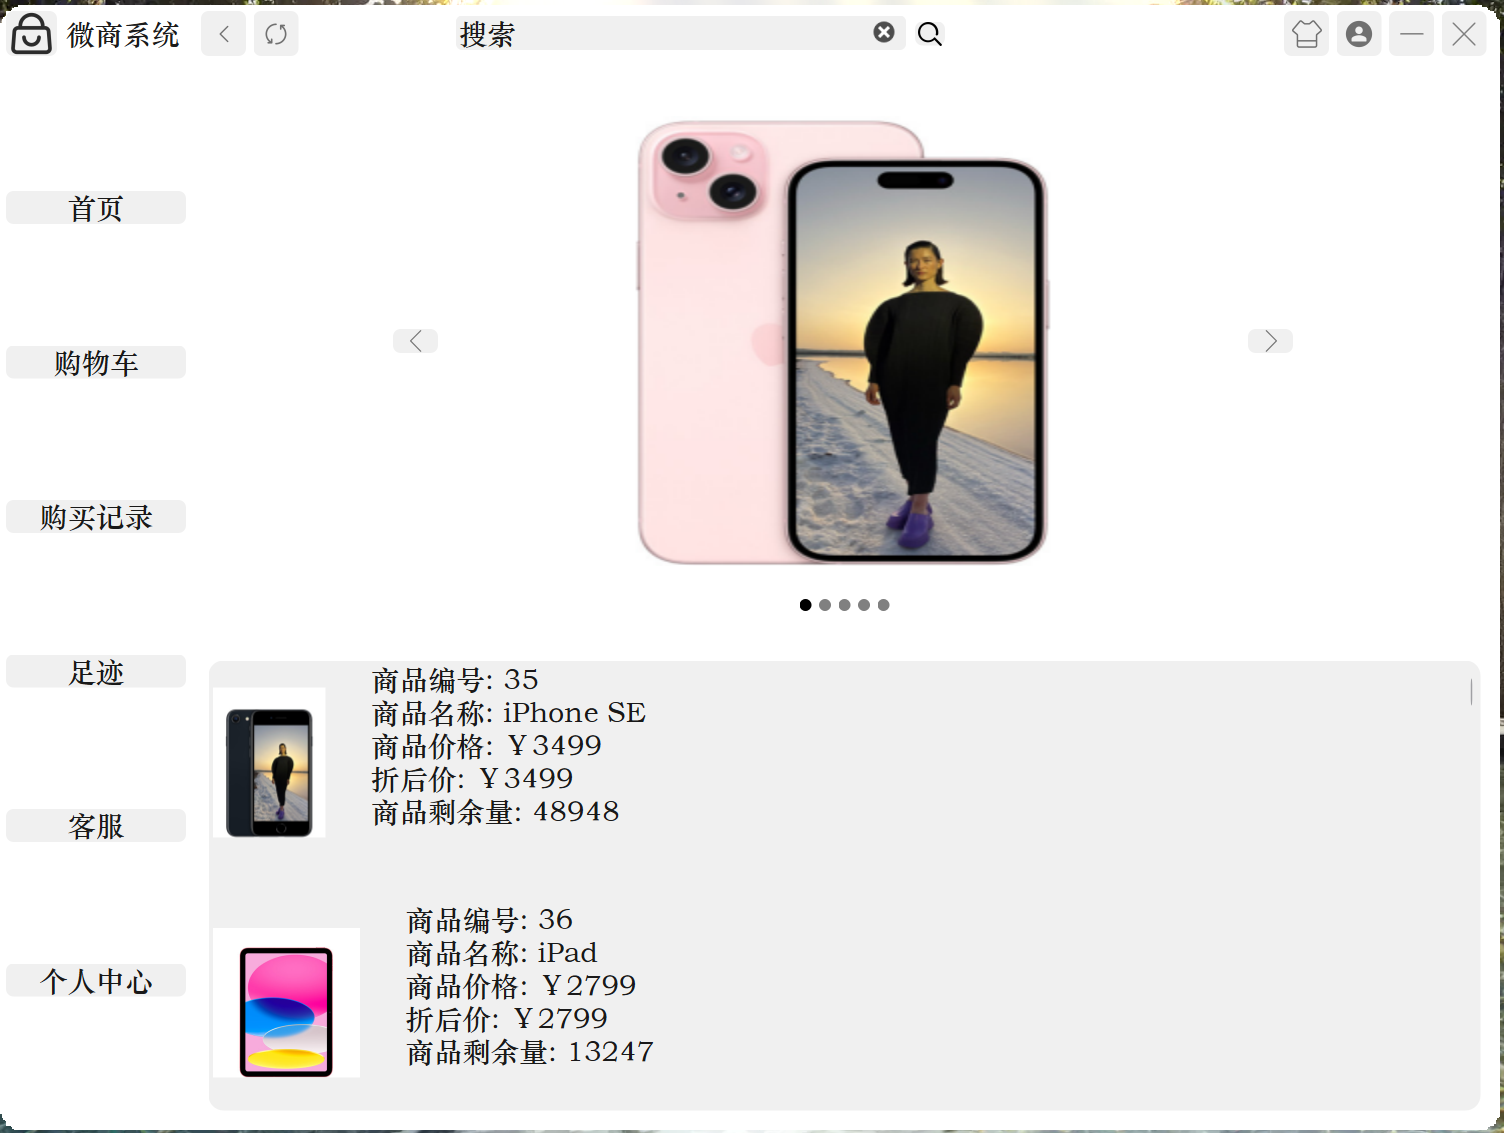 微商系统
搜索
首页
购物车
购买记录
足迹
客服
个人中心
商品编号: 35
商品名称: iPhone SE
商品价格: ￥3499
折后价: ￥3499
商品剩余量: 48948
商品编号: 36
商品名称: iPad
商品价格: ￥2799
折后价: ￥2799
商品剩余量: 13247